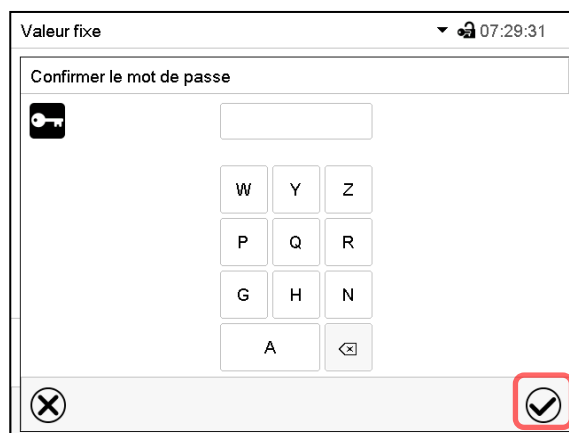 Valeur fixe 07:29:31
Confirmer le mot de passe
W Y Z
P Q R
G H N
A